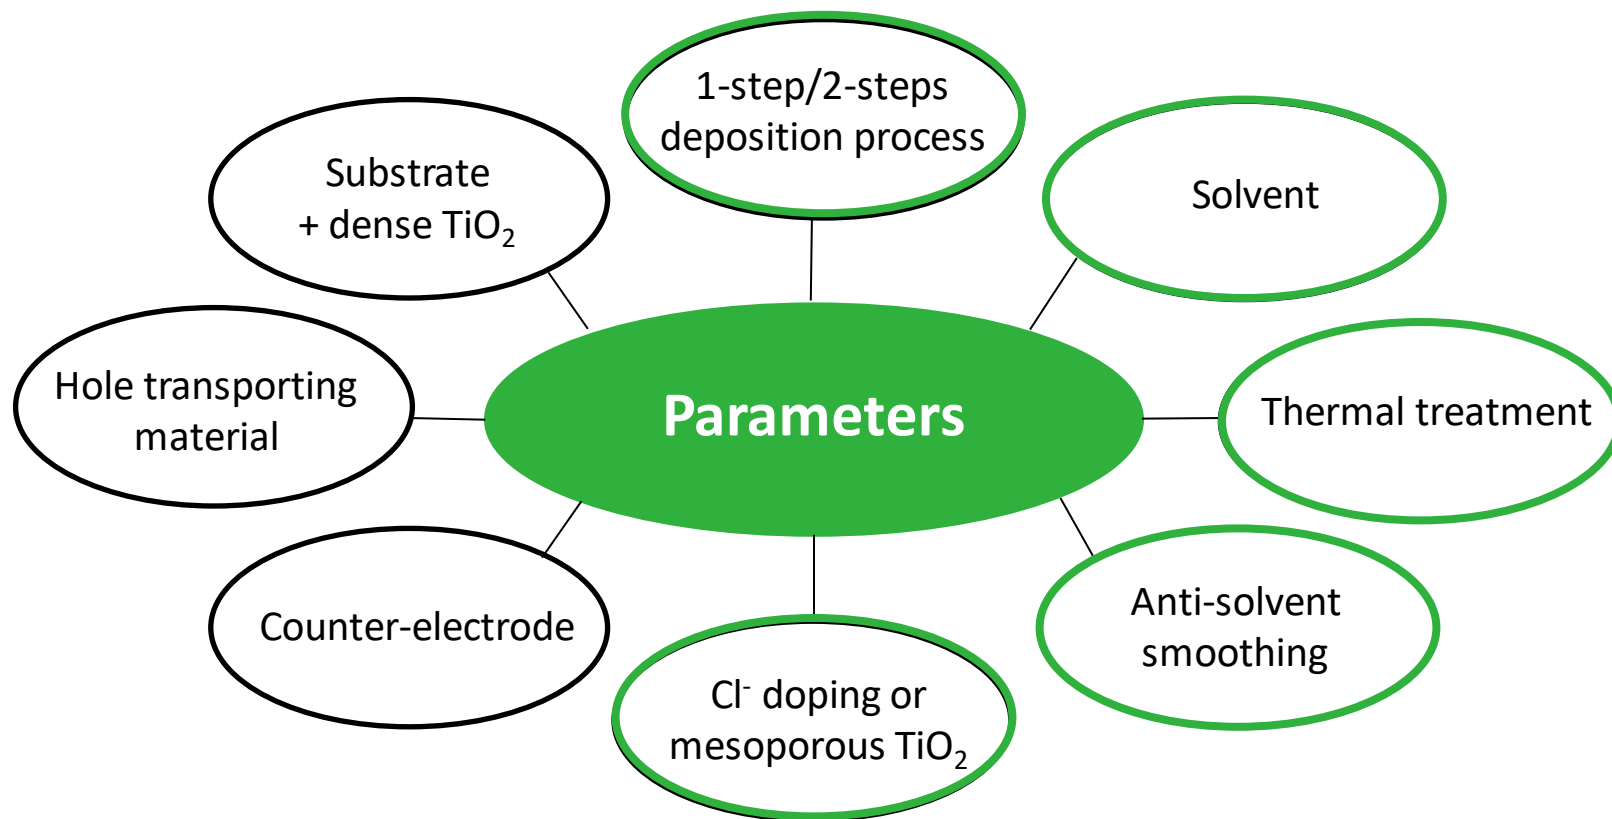 1-step/2-steps
deposition process
Substrate
+ dense TiO₂
Solvent
Hole transporting
material
Parameters
Thermal treatment
Counter-electrode
Anti-solvent
smoothing
Cl⁻ doping or
mesoporous TiO₂